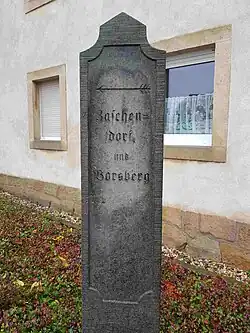 Zaschen=
dorf,
und
Borsberg